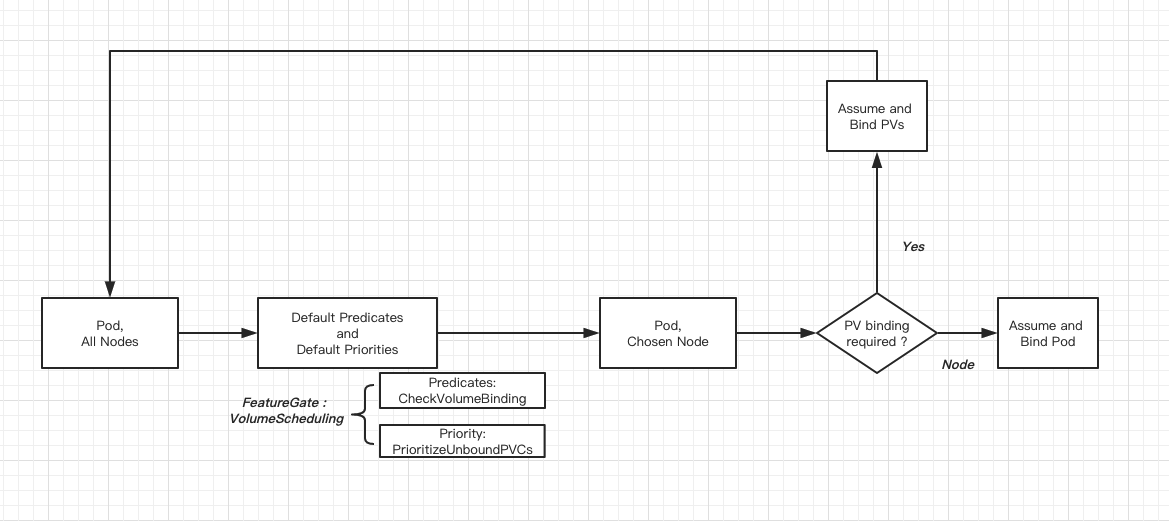 Assume and
Bind PVs
Yes
Pod,
All Nodes
Default Predicates
and
Default Priorities
Pod,
Chosen Node
PV binding
required ?
Assume and
Bind Pod
Node
FeatureGate :
VolumeScheduling
Predicates:
CheckVolumeBinding
Priority:
PrioritizeUnboundPVCs